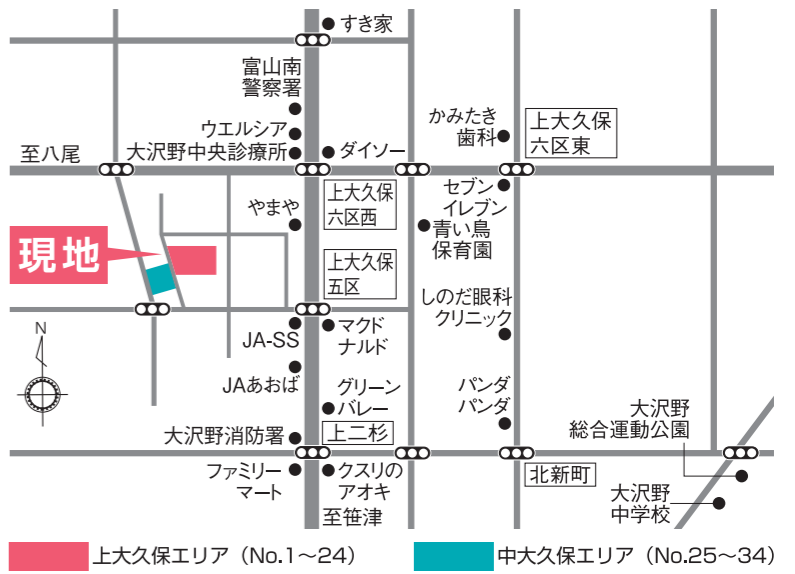 すき家
富山南
警察署
ウエルシア
大沢野中央診療所
ダイソー
かみたき
歯科
上大久保
六区東
至八尾
やまや
上大久保
六区西
セブン
イレブン
青い鳥
保育園
現地
上大久保
五区
しのだ眼科
クリニック
N
JA-SS
マクド
ナルド
JAあおば
グリーン
バレー
パンダ
パンダ
大沢野
総合運動公園
大沢野消防署
上二杉
ファミリー
マート
クスリの
アオキ
北新町
大沢野
中学校
至笹津
上大久保エリア（No.1～24）
中大久保エリア（No.25～34）